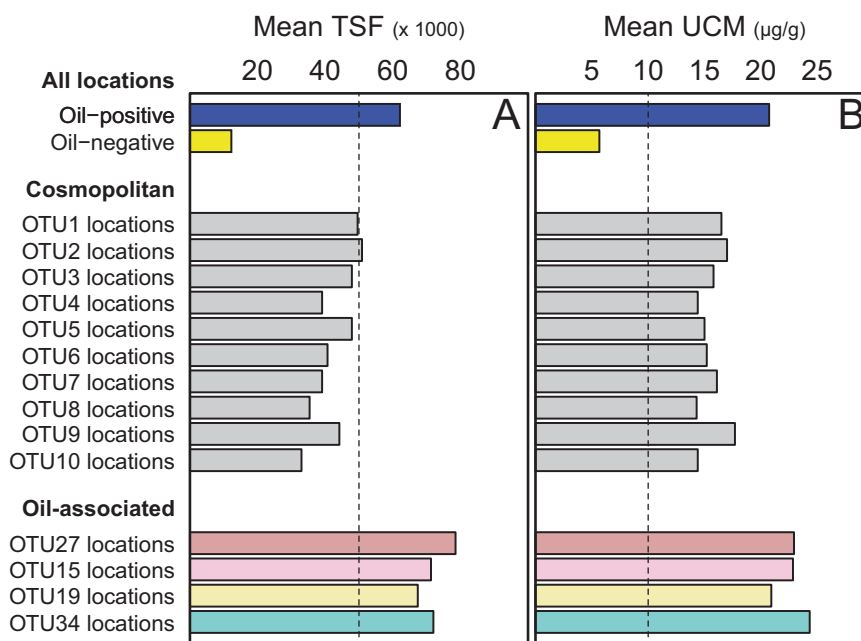 Mean TSF (x 1000) Mean UCM (µg/g)
All locations 20 40 60 80 5 10 15 20 25
Oil−positive A B
Oil−negative
Cosmopolitan
OTU1 locations
OTU2 locations
OTU3 locations
OTU4 locations
OTU5 locations
OTU6 locations
OTU7 locations
OTU8 locations
OTU9 locations
OTU10 locations
Oil−associated
OTU27 locations
OTU15 locations
OTU19 locations
OTU34 locations